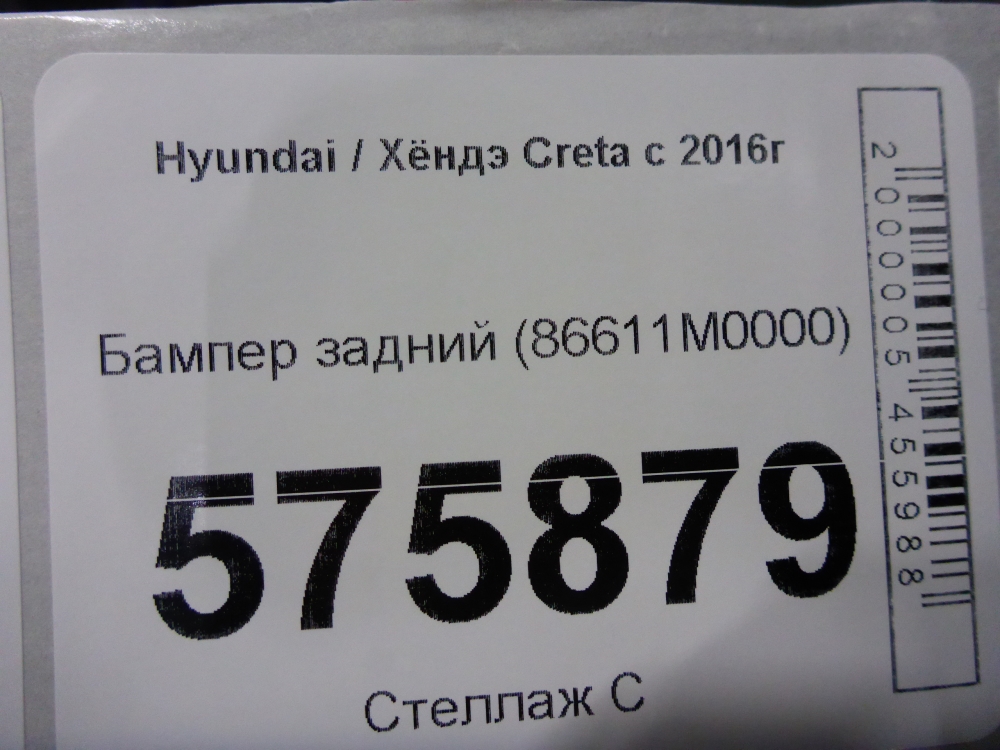 Hyundai / Хёндэ Creta с 2016г
Бампер задний (86611M0000)
575879
Стеллаж С
2000005455988